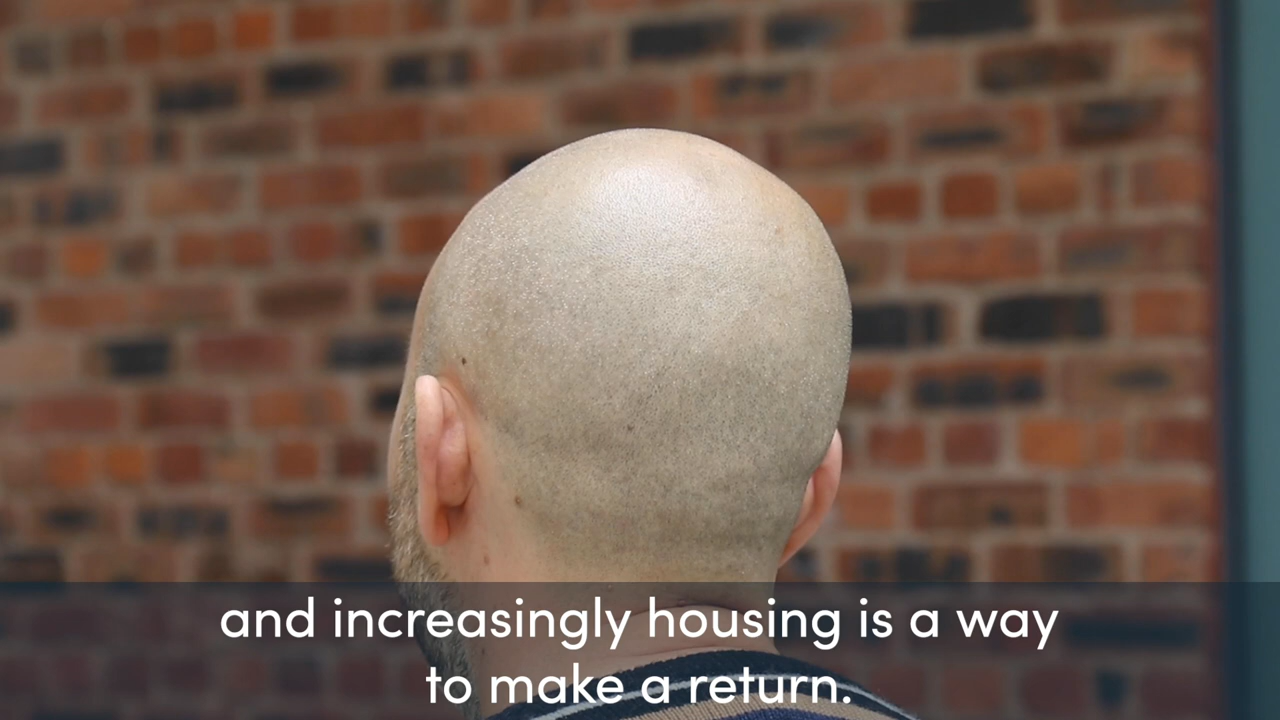 and increasingly housing is a way
to make a return.